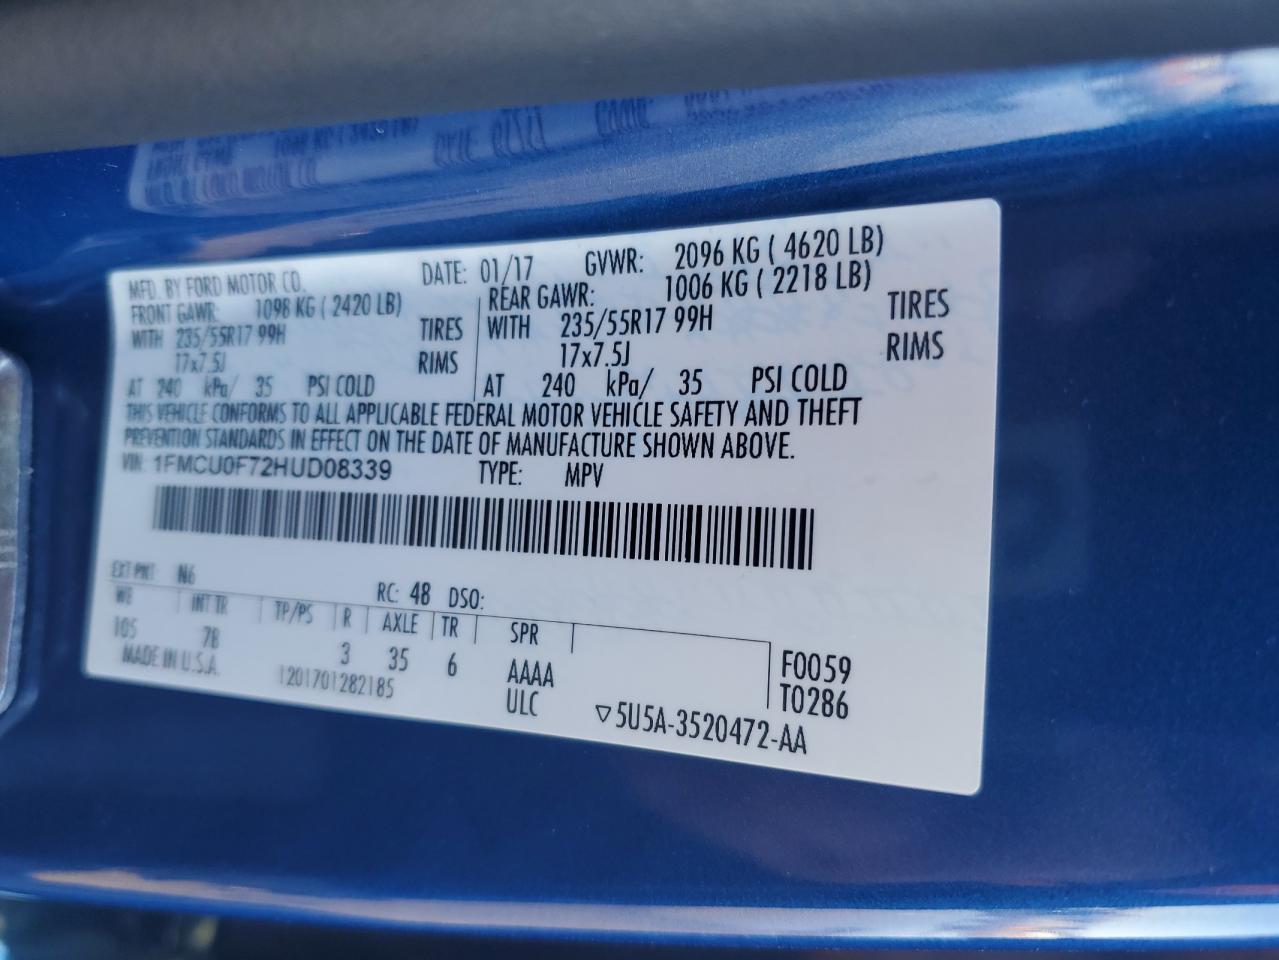 MFD. BY FORD MOTOR CO. DATE: 01/17 GVWR: 2096 KG ( 4620 LB)
FRONT GAWR: 1098 KG ( 2420 LB) REAR GAWR: 1006 KG ( 2218 LB)
WITH 235/55R17 99H TIRES WITH 235/55R17 99H TIRES
17x7.5J RIMS 17x7.5J RIMS
AT 240 kPa/ 35 PSI COLD AT 240 kPa/ 35 PSI COLD
THIS VEHICLE CONFORMS TO ALL APPLICABLE FEDERAL MOTOR VEHICLE SAFETY AND THEFT
PREVENTION STANDARDS IN EFFECT ON THE DATE OF MANUFACTURE SHOWN ABOVE.
VIN: 1FMCU0F72HUD08339 TYPE: MPV
EXT PNT: N6 RC: 48 DSO:
WB INT TR TP/PS R AXLE TR SPR
105 78 3 35 6 AAAA F0059
MADE IN U.S.A. 1201701282185 ULC T0286
▽5U5A-3520472-AA